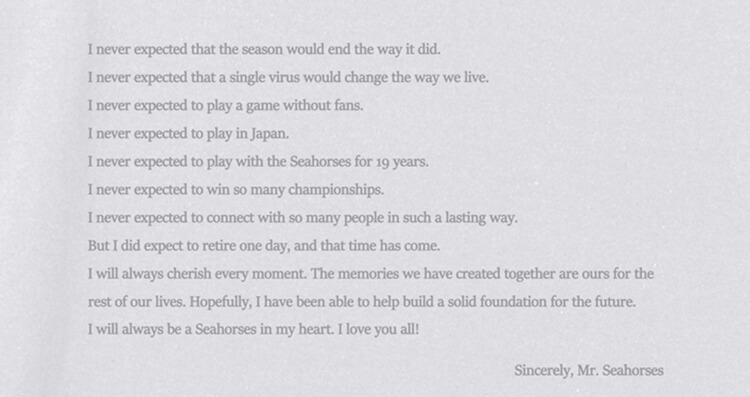 I never expected that the season would end the way it did.
I never expected that a single virus would change the way we live.
I never expected to play a game without fans.
I never expected to play in Japan.
I never expected to play with the Seahorses for 19 years.
I never expected to win so many championships.
I never expected to connect with so many people in such a lasting way.
But I did expect to retire one day, and that time has come.
I will always cherish every moment. The memories we have created together are ours for the
rest of our lives. Hopefully, I have been able to help build a solid foundation for the future.
I will always be a Seahorses in my heart. I love you all!
Sincerely, Mr. Seahorses